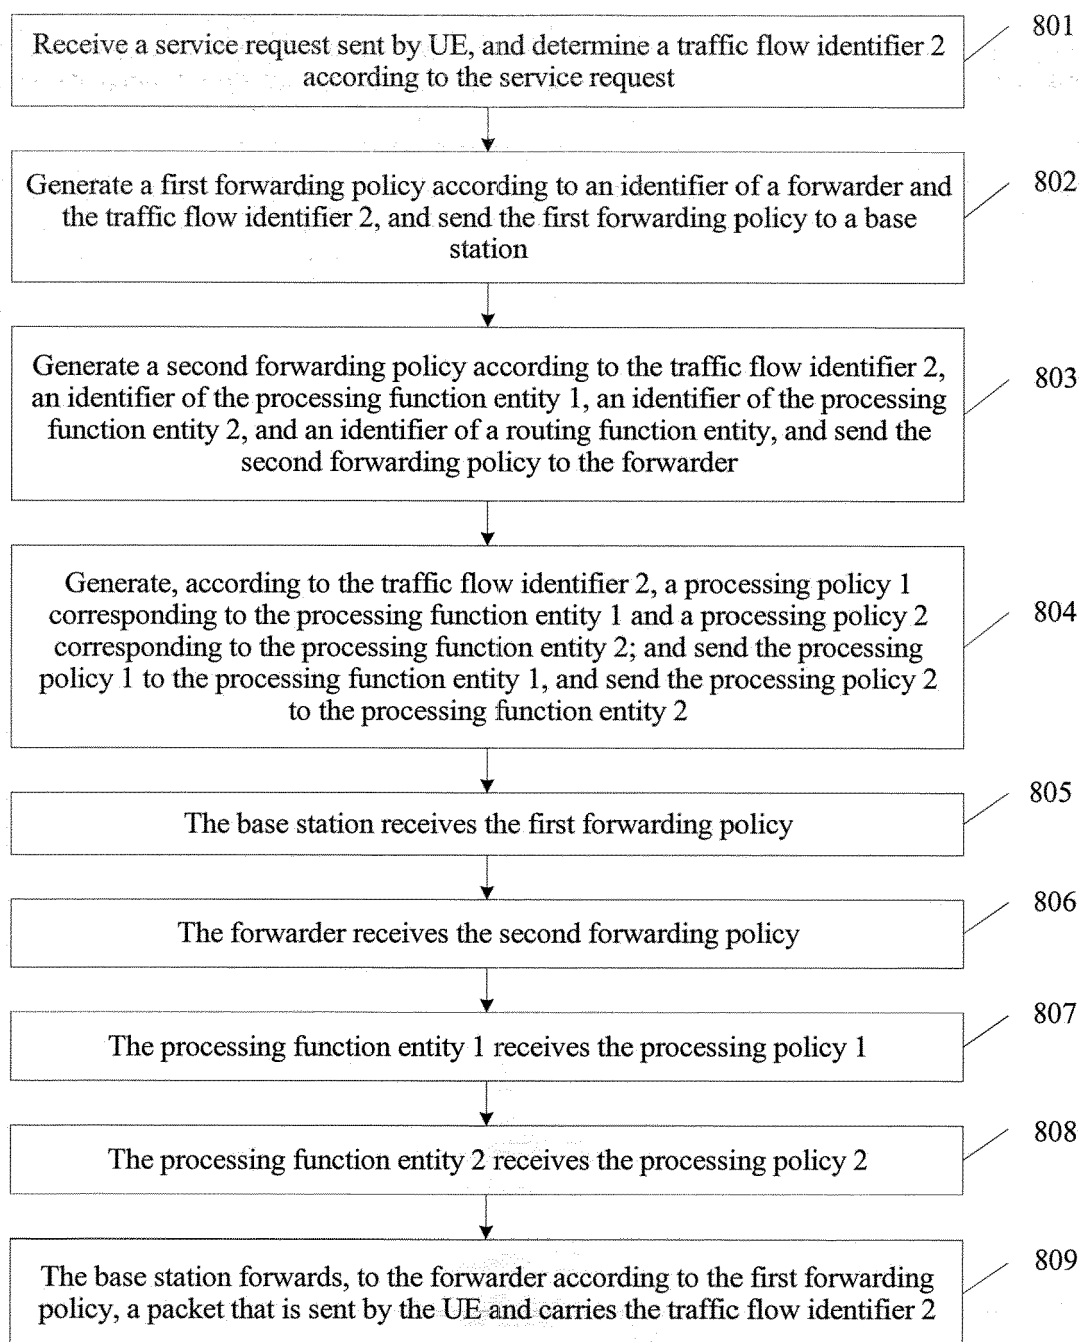 801
Receive a service request sent by UE, and determine a traffic flow identifier 2
according to the service request
802
Generate a first forwarding policy according to an identifier of a forwarder and
the traffic flow identifier 2, and send the first forwarding policy to a base
station
803
Generate a second forwarding policy according to the traffic flow identifier 2,
an identifier of the processing function entity 1, an identifier of the processing
function entity 2, and an identifier of a routing function entity, and send the
second forwarding policy to the forwarder
804
Generate, according to the traffic flow identifier 2, a processing policy 1
corresponding to the processing function entity 1 and a processing policy 2
corresponding to the processing function entity 2; and send the processing
policy 1 to the processing function entity 1, and send the processing policy 2
to the processing function entity 2
805
The base station receives the first forwarding policy
806
The forwarder receives the second forwarding policy
807
The processing function entity 1 receives the processing policy 1
808
The processing function entity 2 receives the processing policy 2
809
The base station forwards, to the forwarder according to the first forwarding
policy, a packet that is sent by the UE and carries the traffic flow identifier 2